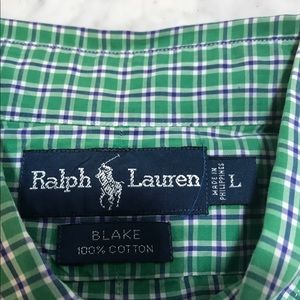 Ralph Lauren
MADE IN
PHILIPPINES
L
BLAKE
100% COTTON